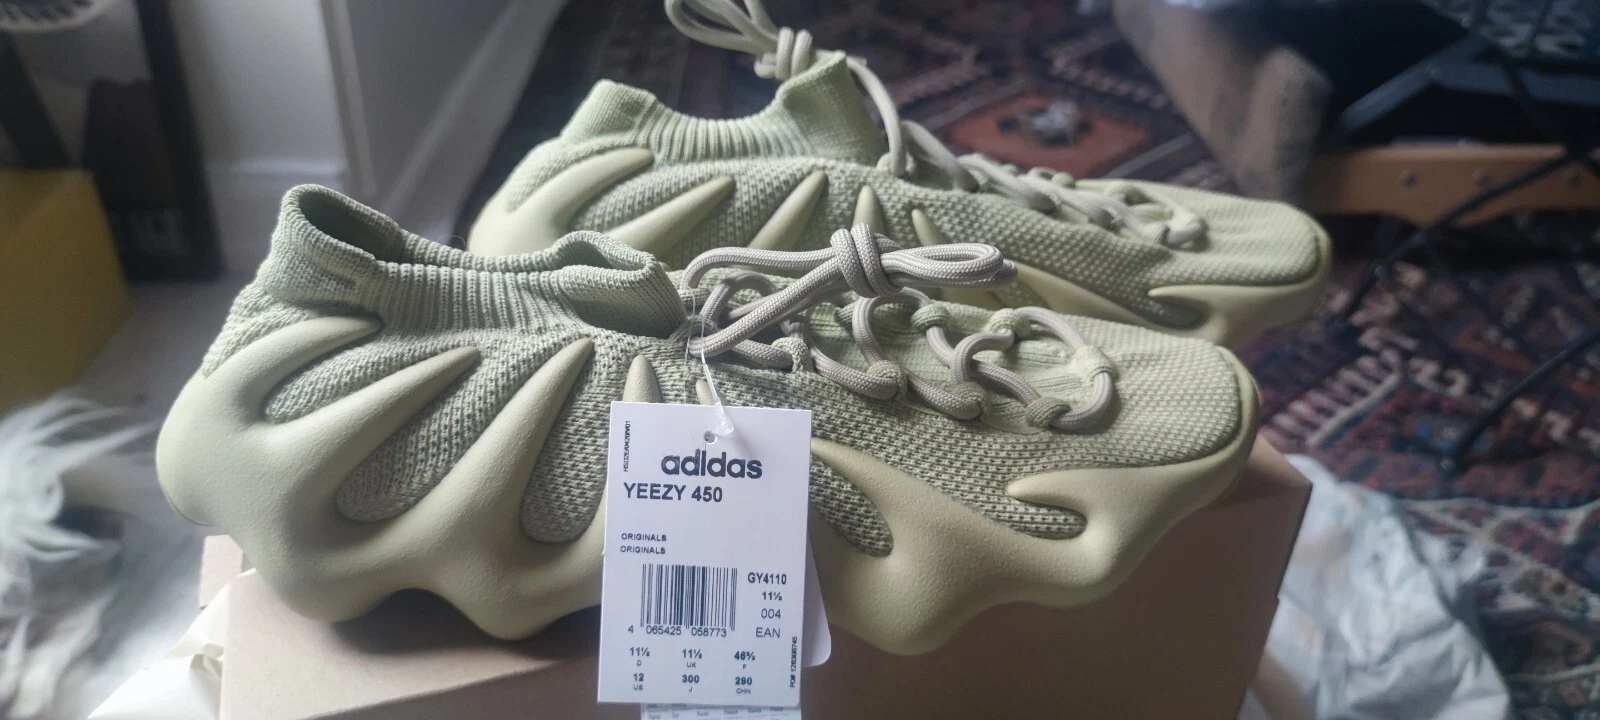 adidas
YEEZY 450
ORIGINALS
ORIGINALS
GY4110
11½
004
4 065425 058773 EAN
11½ 11½ 46⅔
D UK F
12 300 290
US J CHN